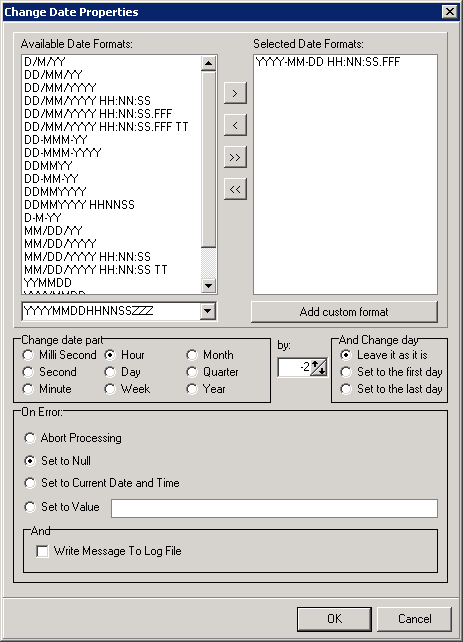 Change Date Properties
Available Date Formats:
Selected Date Formats:
D/M/YY
DD/MM/YY
DD/MM/YYYY
DD/MM/YYYY HH:NN:SS
DD/MM/YYYY HH:NN:SS.FFF
DD/MM/YYYY HH:NN:SS.FFF TT
DD-MMM-YY
DD-MMM-YYYY
DDMMYY
DD-MM-YY
DDMMYYYY
DDMMYYYY HHNNSS
D-M-YY
MM/DD/YY
MM/DD/YYYY
MM/DD/YYYY HH:NN:SS
MM/DD/YYYY HH:NN:SS TT
YYMMDD
YYYYMMDDHHNNSSZZZ
>
<
>>
<<
YYYY-MM-DD HH:NN:SS.FFF
Add custom format
Change date part
Milli Second Hour Month
Second Day Quarter
Minute Week Year
by:
-2
And Change day
Leave it as it is
Set to the first day
Set to the last day
On Error:
Abort Processing
Set to Null
Set to Current Date and Time
Set to Value
And
Write Message To Log File
OK
Cancel